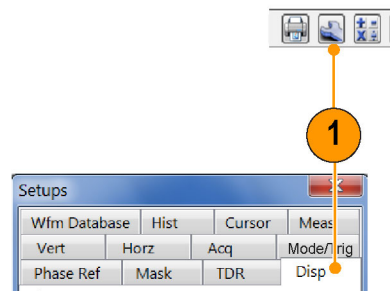 1
Setups
Wfm Database Hist Cursor Meas
Vert Horz Acq Mode/Trig
Phase Ref Mask TDR Disp